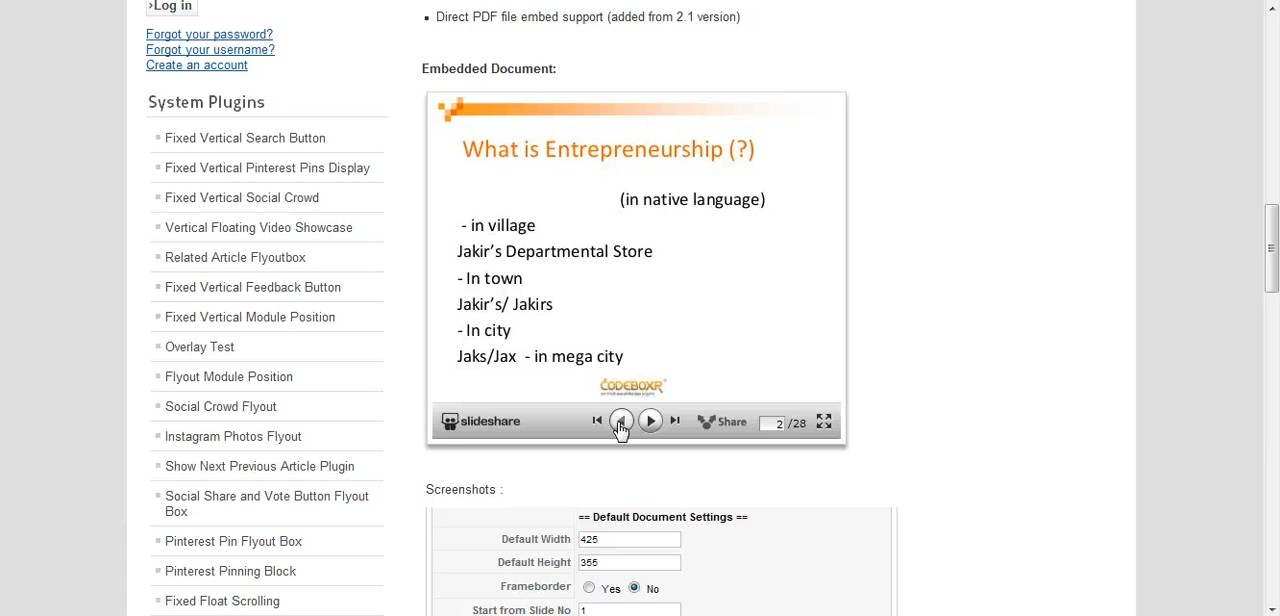 ›Log in
Forgot your password?
Forgot your username?
Create an account
System Plugins
Fixed Vertical Search Button
Fixed Vertical Pinterest Pins Display
Fixed Vertical Social Crowd
Vertical Floating Video Showcase
Related Article Flyoutbox
Fixed Vertical Feedback Button
Fixed Vertical Module Position
Overlay Test
Flyout Module Position
Social Crowd Flyout
Instagram Photos Flyout
Show Next Previous Article Plugin
Social Share and Vote Button Flyout
Box
Pinterest Pin Flyout Box
Pinterest Pinning Block
Fixed Float Scrolling
Direct PDF file embed support (added from 2.1 version)
Embedded Document:
What is Entrepreneurship (?)
(in native language)
- in village
Jakir's Departmental Store
- In town
Jakir's/ Jakirs
- In city
Jaks/Jax - in mega city
CODEBOXR
slideshare Share 2 /28
Screenshots :
== Default Document Settings ==
Default Width 425
Default Height 355
Frameborder Yes No
Start from Slide No 1